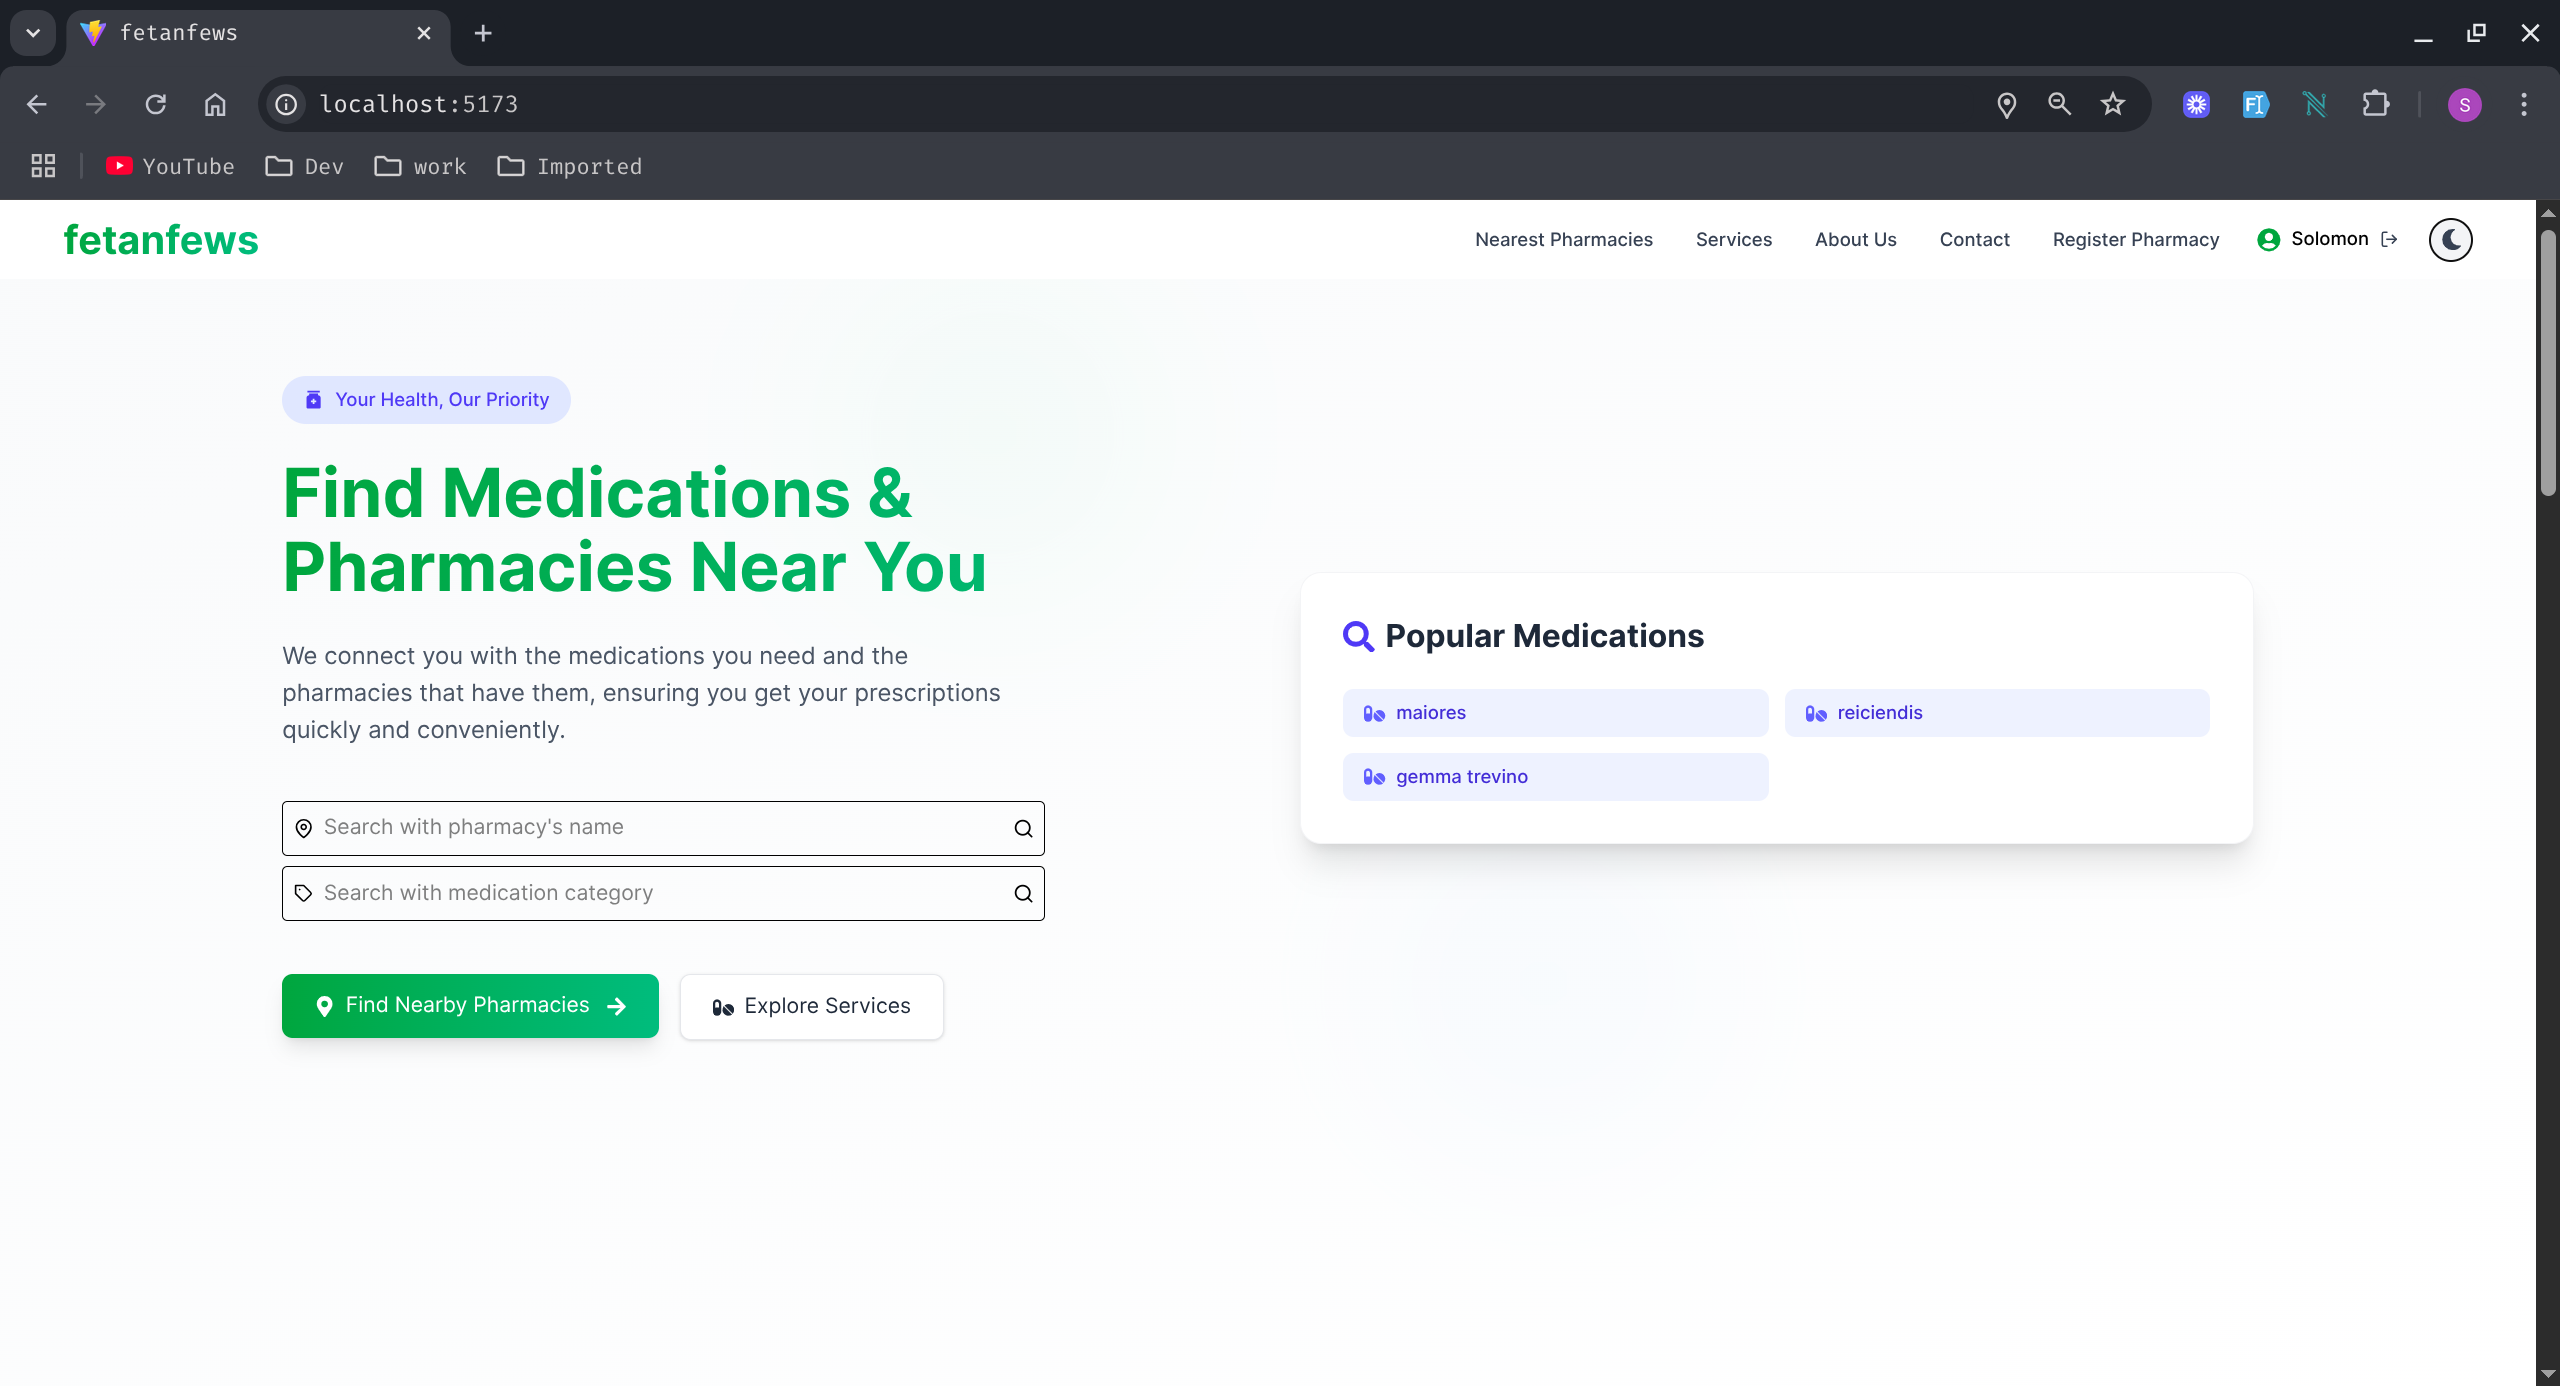 fetanfews
localhost:5173
YouTube Dev work Imported
S
fetanfews
Nearest Pharmacies Services About Us Contact Register Pharmacy Solomon
Your Health, Our Priority
Find Medications &
Pharmacies Near You
We connect you with the medications you need and the
pharmacies that have them, ensuring you get your prescriptions
quickly and conveniently.
Search with pharmacy's name
Search with medication category
Find Nearby Pharmacies
Explore Services
Popular Medications
maiores
reiciendis
gemma trevino